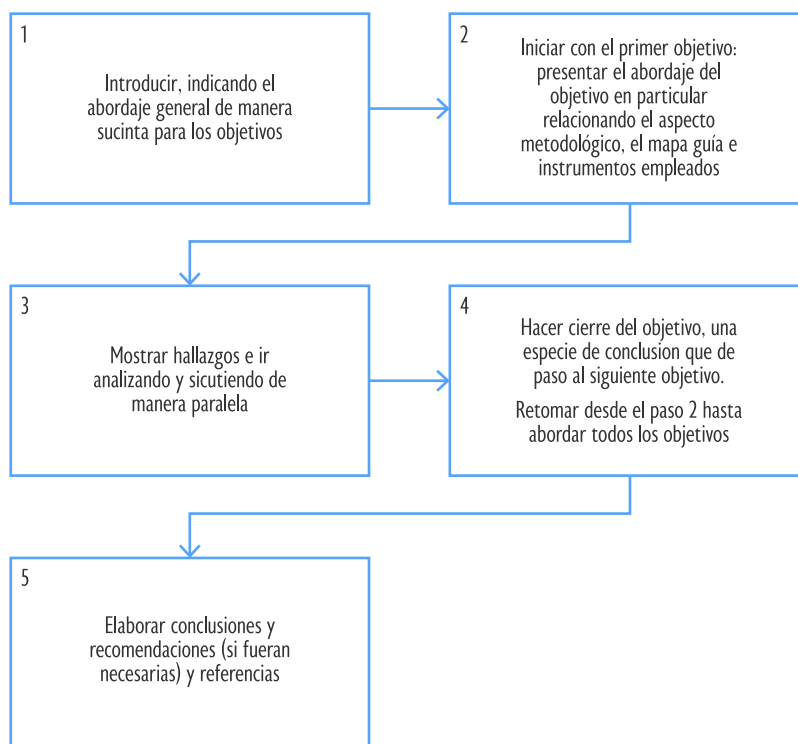 1
Introducir, indicando el
abordaje general de manera
sucinta para los objetivos
2
Iniciar con el primer objetivo:
presentar el abordaje del
objetivo en particular
relacionando el aspecto
metodológico, el mapa guía e
instrumentos empleados
3
Mostrar hallazgos e ir
analizando y sicutiendo de
manera paralela
4
Hacer cierre del objetivo, una
especie de conclusion que de
paso al siguiente objetivo.
Retomar desde el paso 2 hasta
abordar todos los objetivos
5
Elaborar conclusiones y
recomendaciones (si fueran
necesarias) y referencias